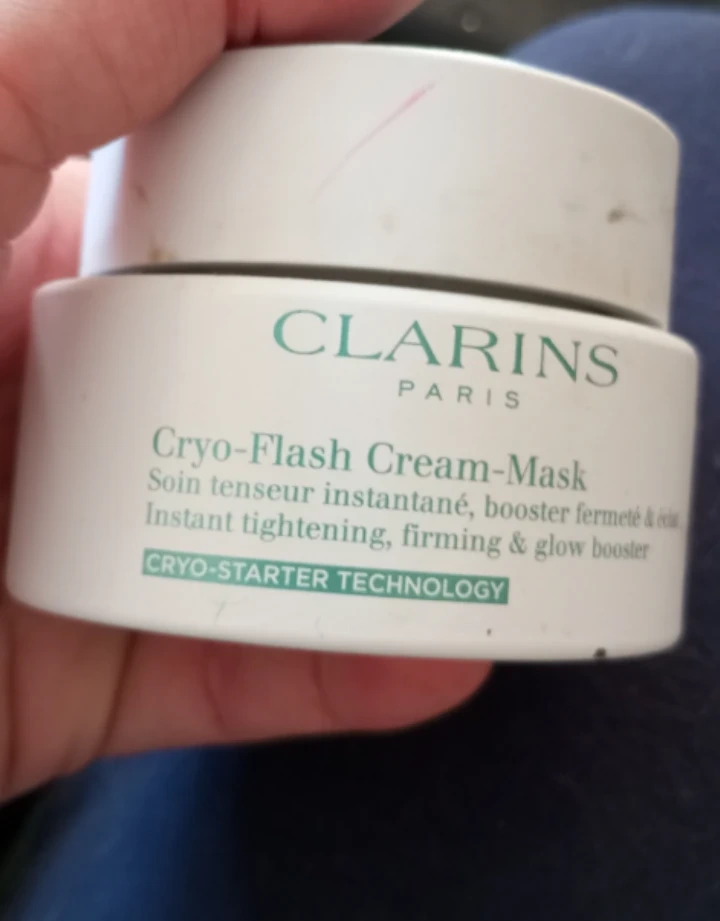 CLARINS
PARIS
Cryo-Flash Cream-Mask
Soin tenseur instantané, booster fermeté & éclat
Instant tightening, firming & glow booster
CRYO-STARTER TECHNOLOGY